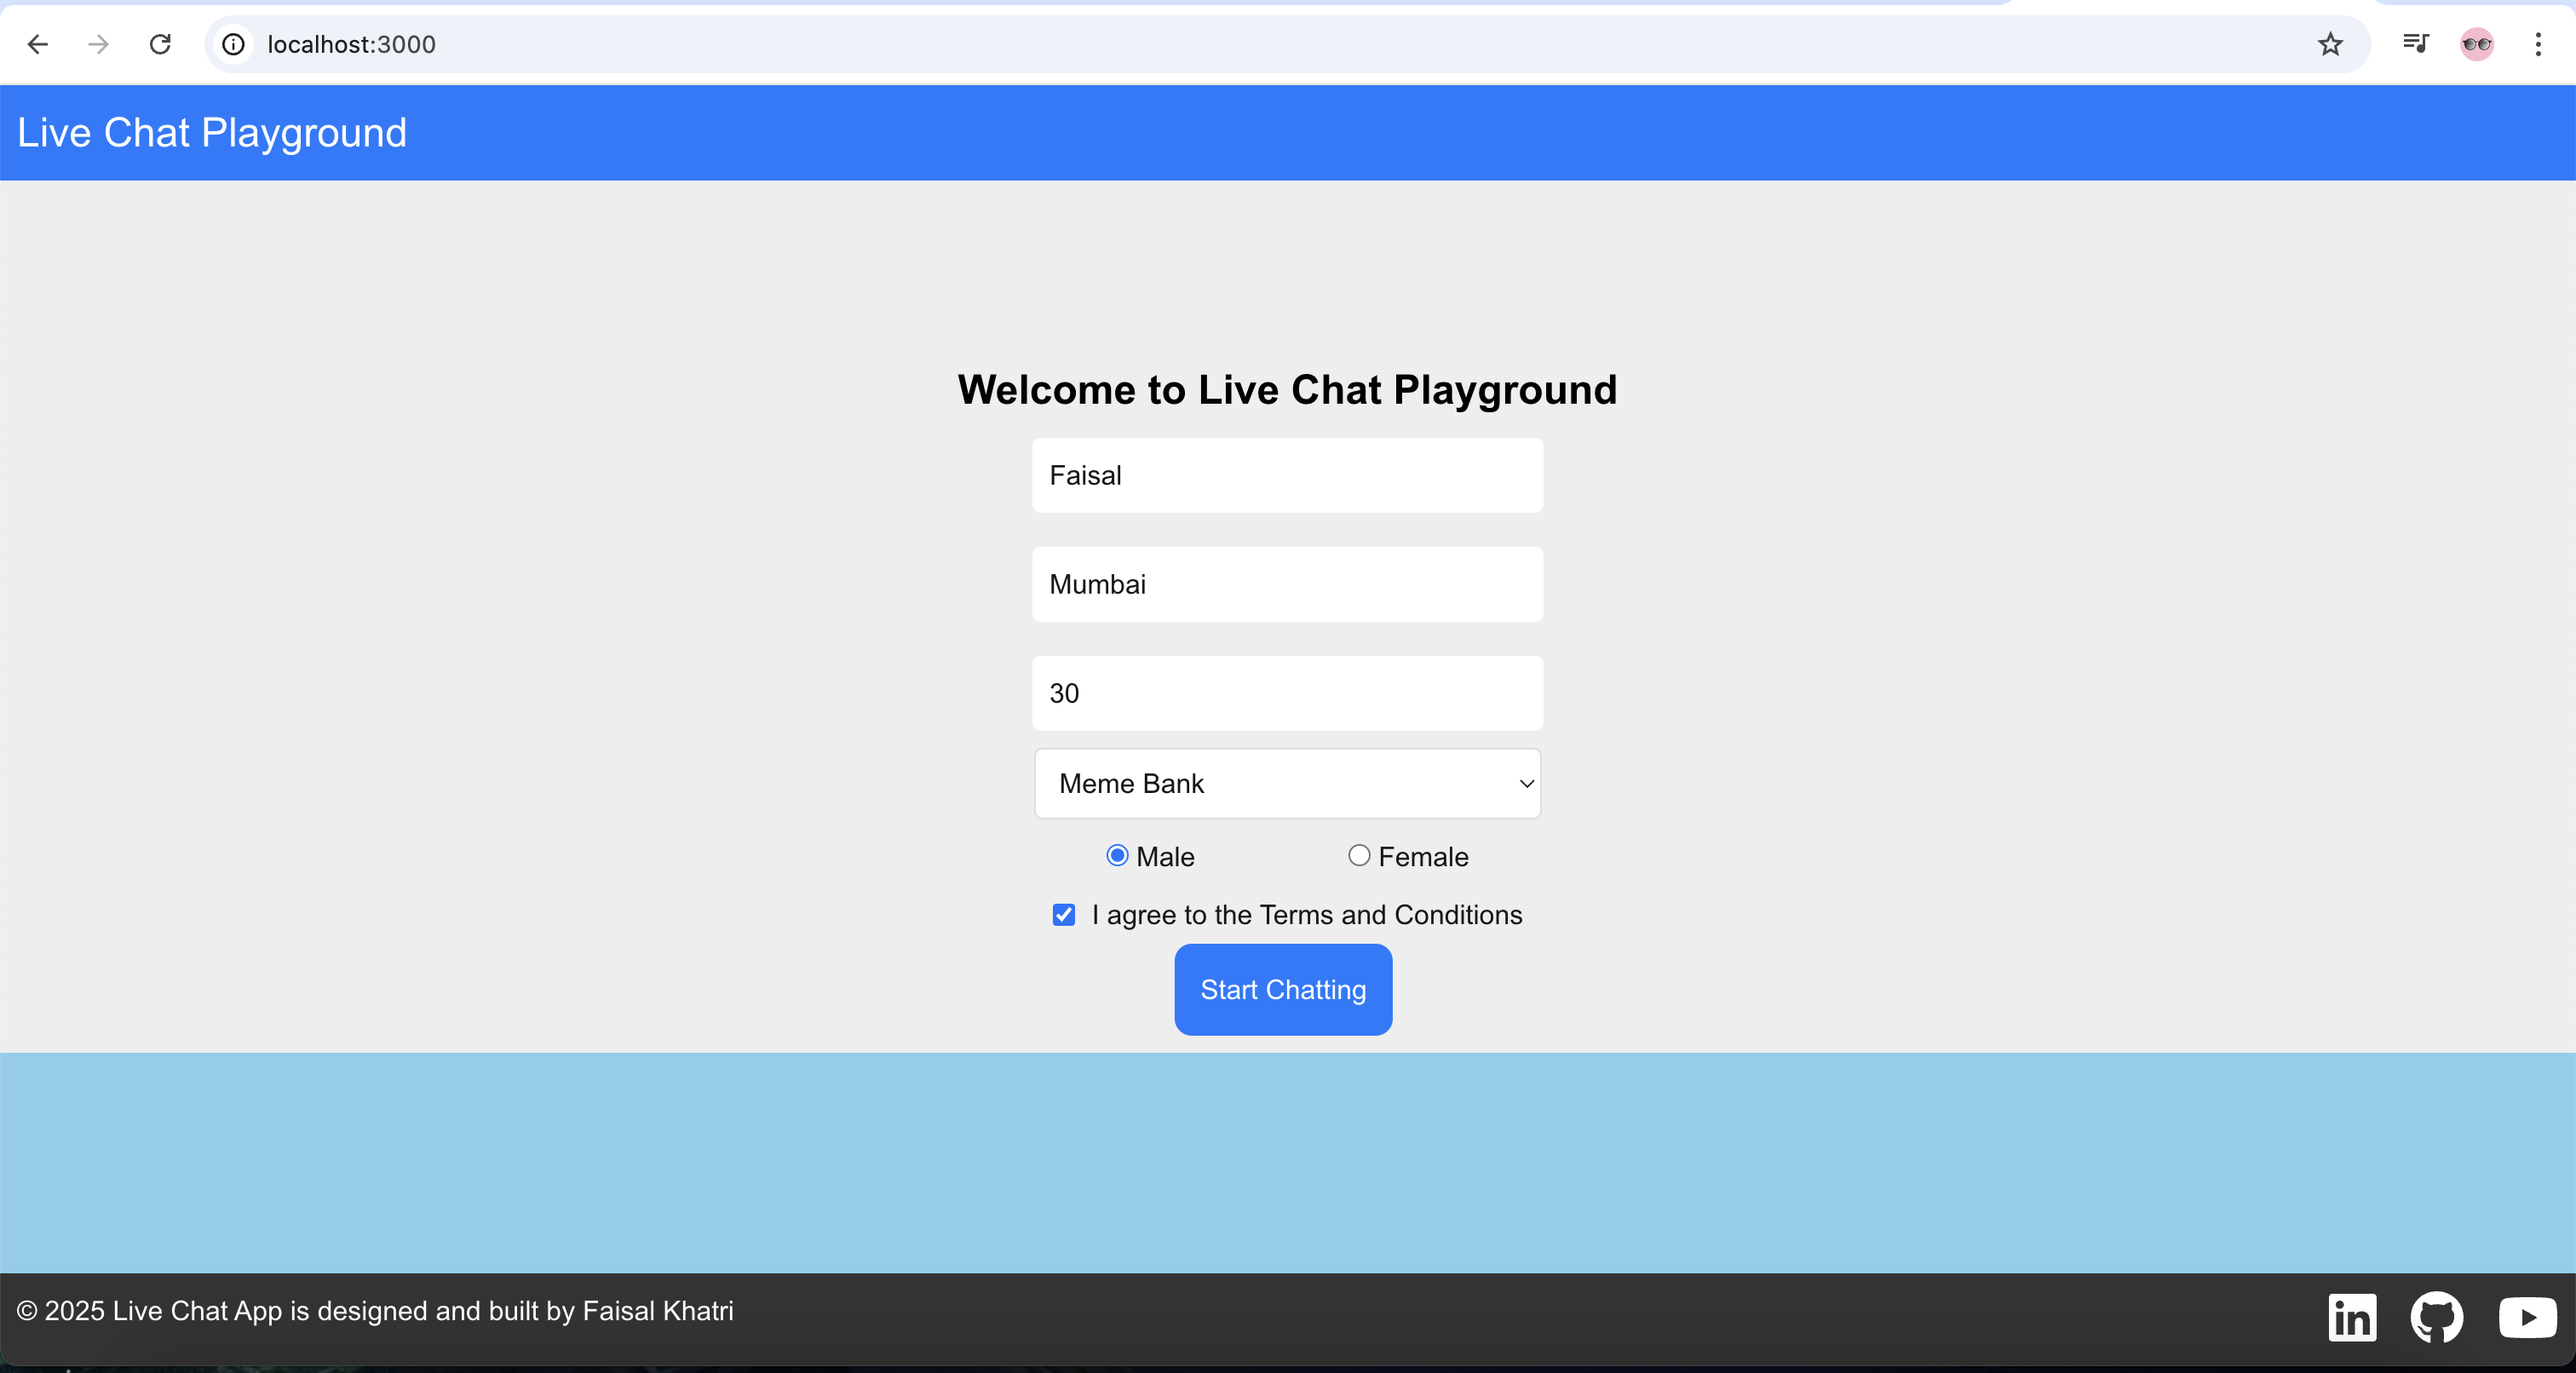 localhost:3000
Live Chat Playground
Welcome to Live Chat Playground
Faisal
Mumbai
30
Meme Bank
Male Female
I agree to the Terms and Conditions
Start Chatting
© 2025 Live Chat App is designed and built by Faisal Khatri
in